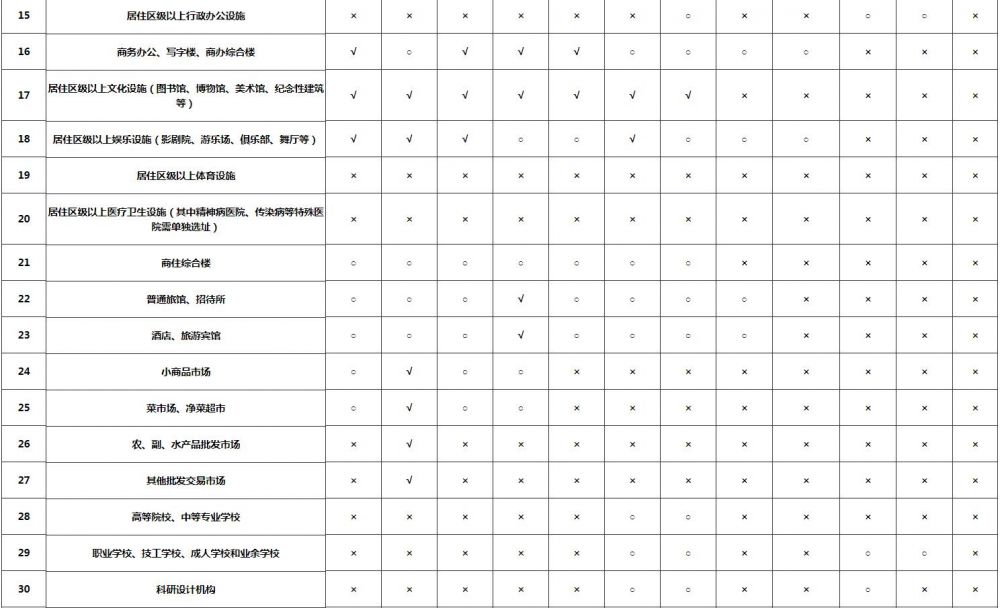 15 居住区级以上行政办公设施 × × × × × × ○ × × ○ ○ ×
16 商务办公、写字楼、商办综合楼 √ ○ √ √ √ ○ ○ ○ ○ × × ×
17 居住区级以上文化设施（图书馆、博物馆、美术馆、纪念性建筑
等） √ √ √ √ √ √ √ × × × × ×
18 居住区级以上娱乐设施（影剧院、游乐场、俱乐部、舞厅等） √ √ √ ○ ○ √ ○ ○ ○ × × ×
19 居住区级以上体育设施 × × × × × × × × × × × ×
20 居住区级以上医疗卫生设施（其中精神病医院、传染病等特殊医
院需单独选址） × × × × × × × × × × × ×
21 商住综合楼 ○ ○ ○ ○ ○ ○ ○ × × × × ×
22 普通旅馆、招待所 ○ ○ ○ √ ○ ○ ○ ○ × × × ×
23 酒店、旅游宾馆 ○ ○ ○ √ ○ ○ ○ ○ × × × ×
24 小商品市场 ○ √ ○ ○ × × × × × × × ×
25 菜市场、净菜超市 ○ √ ○ ○ × × × × × × × ×
26 农、副、水产品批发市场 × √ × × × × × × × × × ×
27 其他批发交易市场 × √ × × × × × × × × × ×
28 高等院校、中等专业学校 × × × × × ○ ○ × × × × ×
29 职业学校、技工学校、成人学校和业余学校 × × × × × ○ ○ × × ○ ○ ×
30 科研设计机构 × × × × × ○ ○ × × ○ × ×